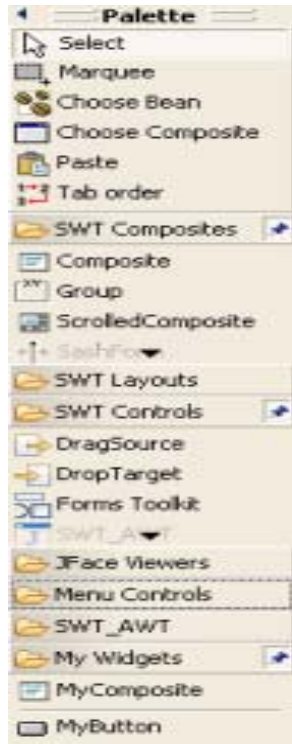 Palette
Select
Marquee
Choose Bean
Choose Composite
Paste
Tab order
SWT Composites
Composite
Group
ScrolledComposite
SWT Layouts
SWT Controls
DragSource
DropTarget
Forms Toolkit
JFace Viewers
Menu Controls
SWT_AWT
My Widgets
MyComposite
MyButton